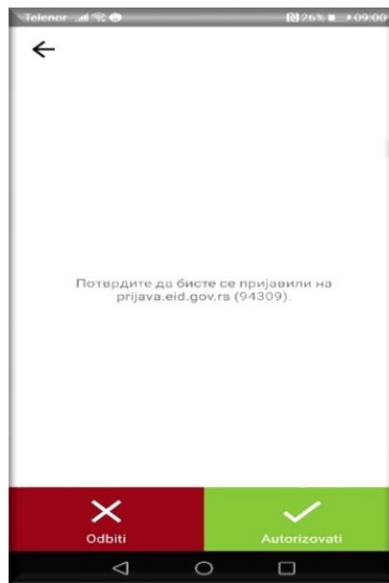 Telenor 26% 09:00
Потврдите да бисте се пријавили на
prijava.eid.gov.rs (94309).
Odbiti Autorizovati